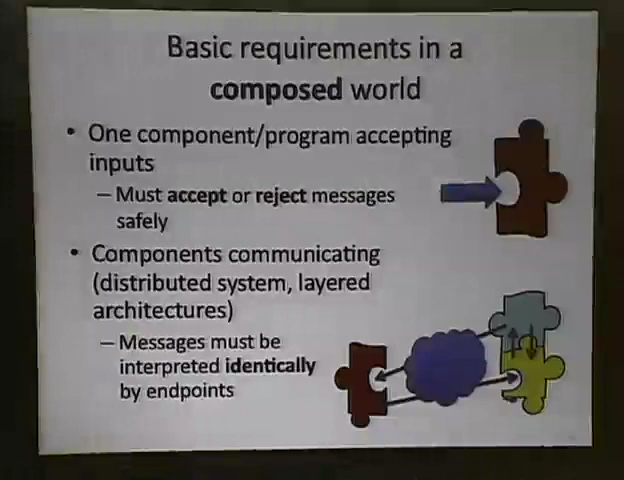 Basic requirements in a
composed world
• One component/program accepting
inputs
– Must accept or reject messages
safely
• Components communicating
(distributed system, layered
architectures)
– Messages must be
interpreted identically
by endpoints